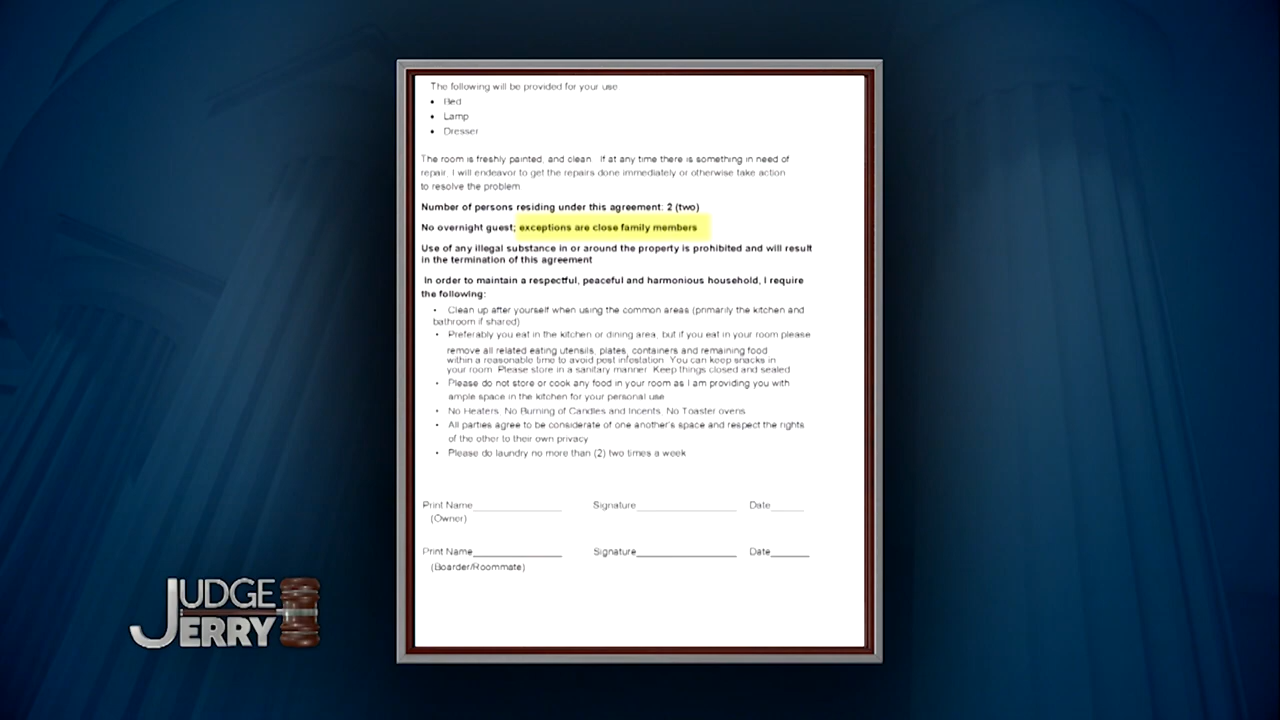 The following will be provided for your use
• Bed
• Lamp
• Dresser
The room is freshly painted, and clean If at any time there is something in need of
repair, I will endeavor to get the repairs done immediately or otherwise take action
to resolve the problem
Number of persons residing under this agreement: 2 (two)
No overnight guest; exceptions are close family members
Use of any illegal substance in or around the property is prohibited and will result
in the termination of this agreement
In order to maintain a respectful, peaceful and harmonious household, I require
the following:
• Clean up after yourself when using the common areas (primarily the kitchen and
bathroom if shared)
• Preferably you eat in the kitchen or dining area, but if you eat in your room please
remove all related eating utensils, plates, containers and remaining food
within a reasonable time to avoid pest infestation You can keep snacks in
your room Please store in a sanitary manner Keep things closed and sealed
• Please do not store or cook any food in your room as I am providing you with
ample space in the kitchen for your personal use
• No Heaters, No Burning of Candles and Incents, No Toaster ovens
• All parties agree to be considerate of one another's space and respect the rights
of the other to their own privacy
• Please do laundry no more than (2) two times a week
Print Name________________ Signature__________________ Date______
(Owner)
Print Name________________ Signature__________________ Date_______
(Boarder/Roommate)
JUDGE
JERRY